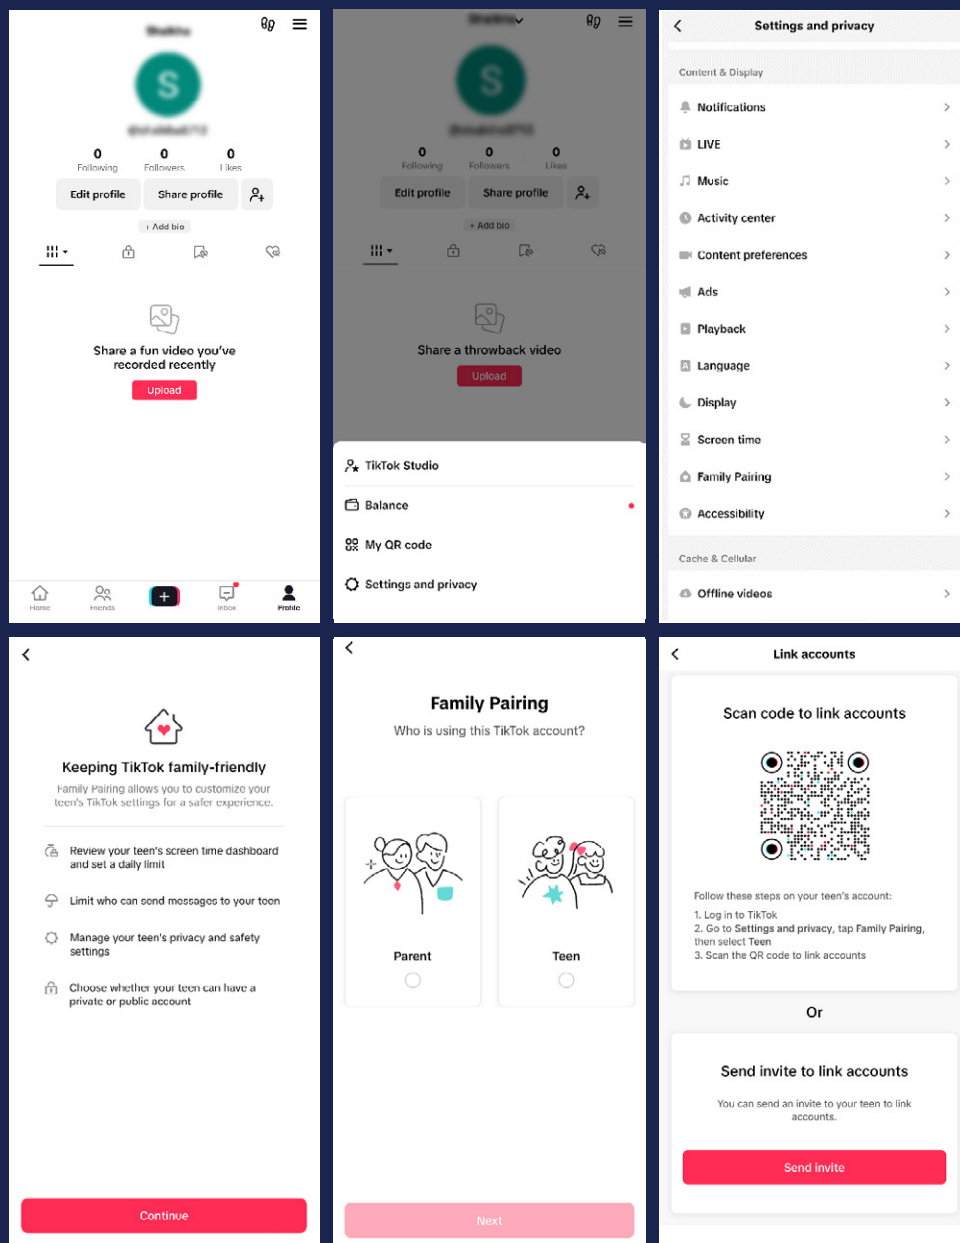 S
0 0 0
Following Followers Likes
Edit profile Share profile
Add bio
Share a fun video you've
recorded recently
Upload
Home Friends Inbox Profile
S
0 0 0
Following Followers Likes
Edit profile Share profile
+ Add bio
Share a throwback video
Upload
TikTok Studio
Balance
My QR code
Settings and privacy
Settings and privacy
Content & Display
Notifications
LIVE
Music
Activity center
Content preferences
Ads
Playback
Language
Display
Screen time
Family Pairing
Accessibility
Cache & Cellular
Offline videos
Keeping TikTok family-friendly
Family Pairing allows you to customize your
teen's TikTok settings for a safer experience.
Review your teen's screen time dashboard
and set a daily limit
Limit who can send messages to your teen
Manage your teen's privacy and safety
settings
Choose whether your teen can have a
private or public account
Continue
Family Pairing
Who is using this TikTok account?
Parent Teen
Next
Link accounts
Scan code to link accounts
Follow these steps on your teen's account:
1. Log in to TikTok
2. Go to Settings and privacy, tap Family Pairing,
then select Teen
3. Scan the QR code to link accounts
Or
Send invite to link accounts
You can send an invite to your teen to link
accounts.
Send invite